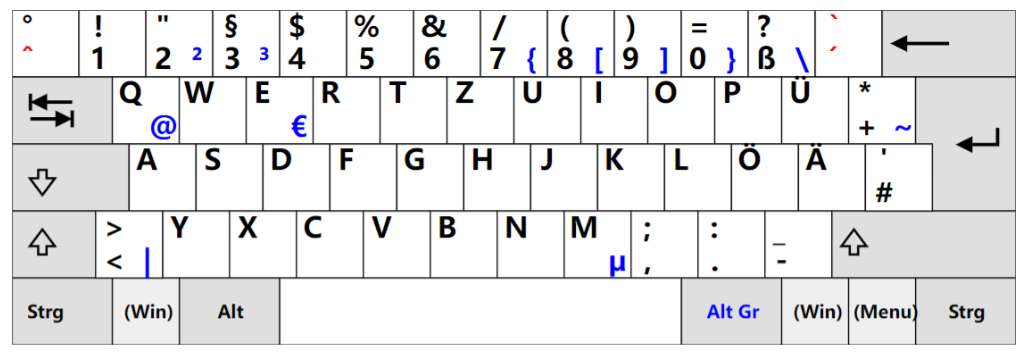 ° ! " § $ % & / ( ) = ? `
^ 1 2 ² 3 ³ 4 5 6 7 { 8 [ 9 ] 0 } ß \ ´
Q W E R T Z U I O P Ü *
@ € + ~
A S D F G H J K L Ö Ä '
#
> Y X C V B N M ; : _
< | µ , . -
Strg (Win) Alt Alt Gr (Win) (Menu) Strg